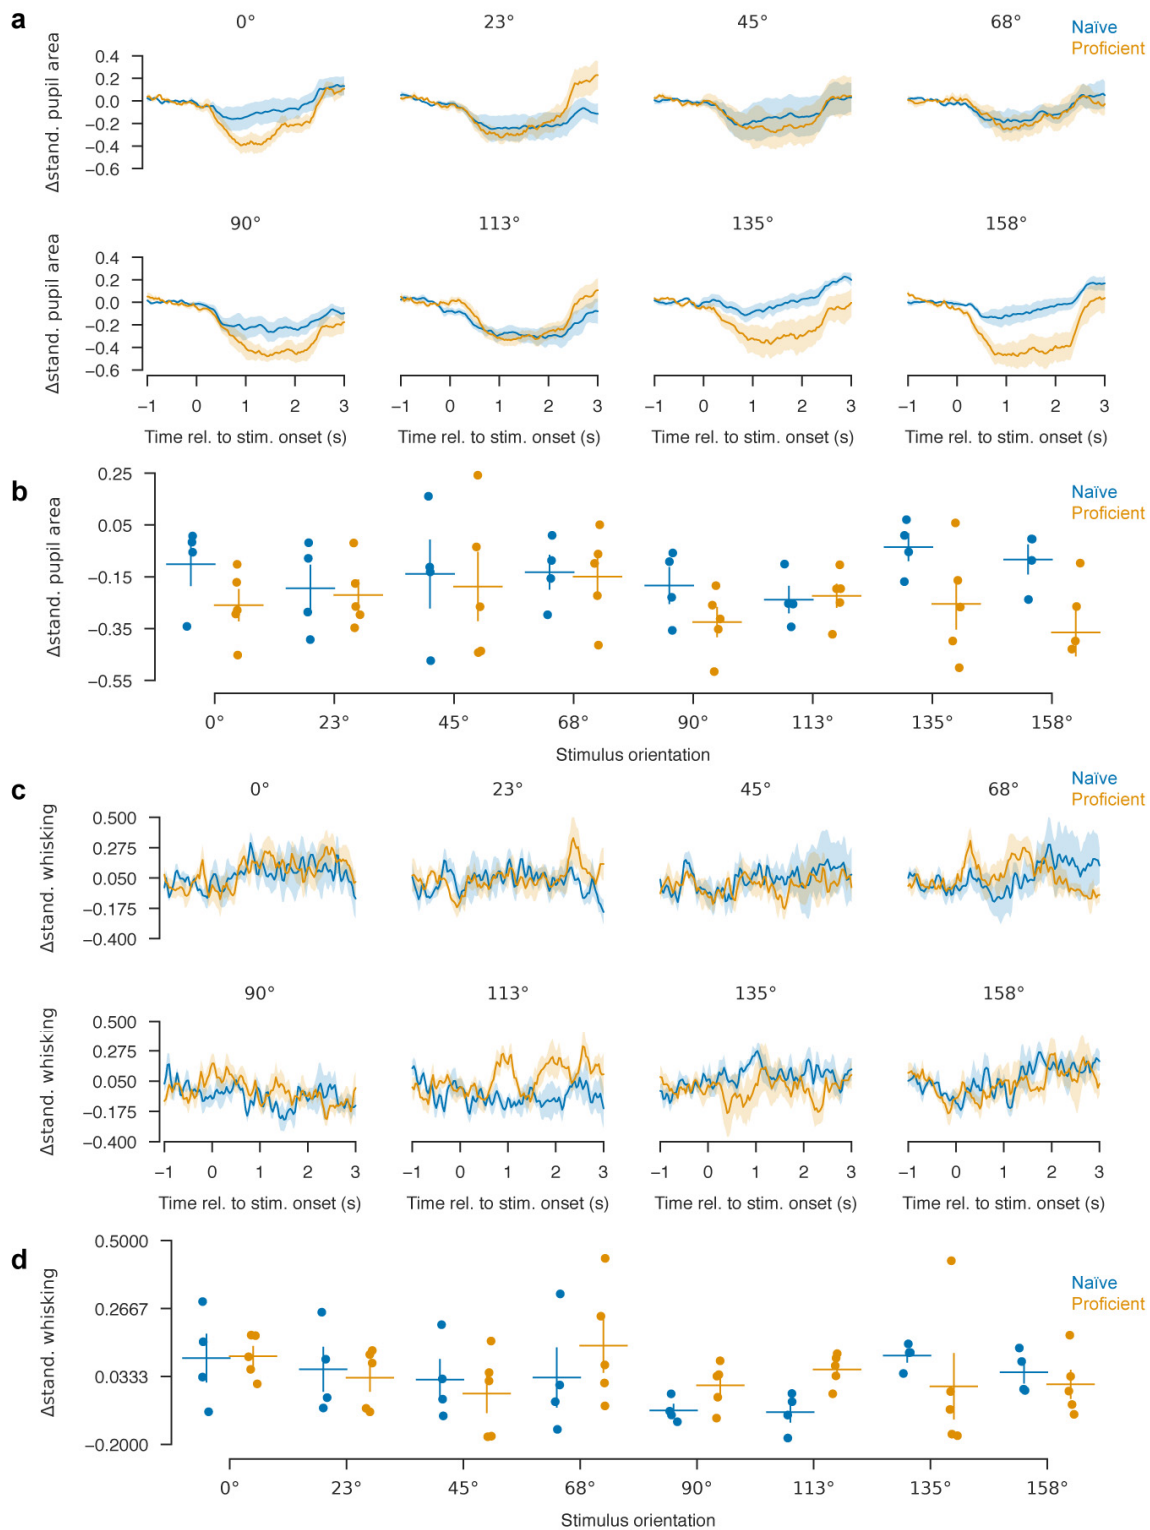 a
0° 23° 45° 68°
Naïve
Proficient
Δstand. pupil area
0.4
0.2
0.0
−0.2
−0.4
−0.6
90° 113° 135° 158°
Δstand. pupil area
0.4
0.2
0.0
−0.2
−0.4
−0.6
−1 0 1 2 3 −1 0 1 2 3 −1 0 1 2 3 −1 0 1 2 3
Time rel. to stim. onset (s) Time rel. to stim. onset (s) Time rel. to stim. onset (s) Time rel. to stim. onset (s)
b
Naïve
Proficient
Δstand. pupil area
0.25
0.05
−0.15
−0.35
−0.55
0° 23° 45° 68° 90° 113° 135° 158°
Stimulus orientation
c
0° 23° 45° 68°
Naïve
Proficient
Δstand. whisking
0.500
0.275
0.050
−0.175
−0.400
90° 113° 135° 158°
Δstand. whisking
0.500
0.275
0.050
−0.175
−0.400
−1 0 1 2 3 −1 0 1 2 3 −1 0 1 2 3 −1 0 1 2 3
Time rel. to stim. onset (s) Time rel. to stim. onset (s) Time rel. to stim. onset (s) Time rel. to stim. onset (s)
d
Naïve
Proficient
Δstand. whisking
0.5000
0.2667
0.0333
−0.2000
0° 23° 45° 68° 90° 113° 135° 158°
Stimulus orientation